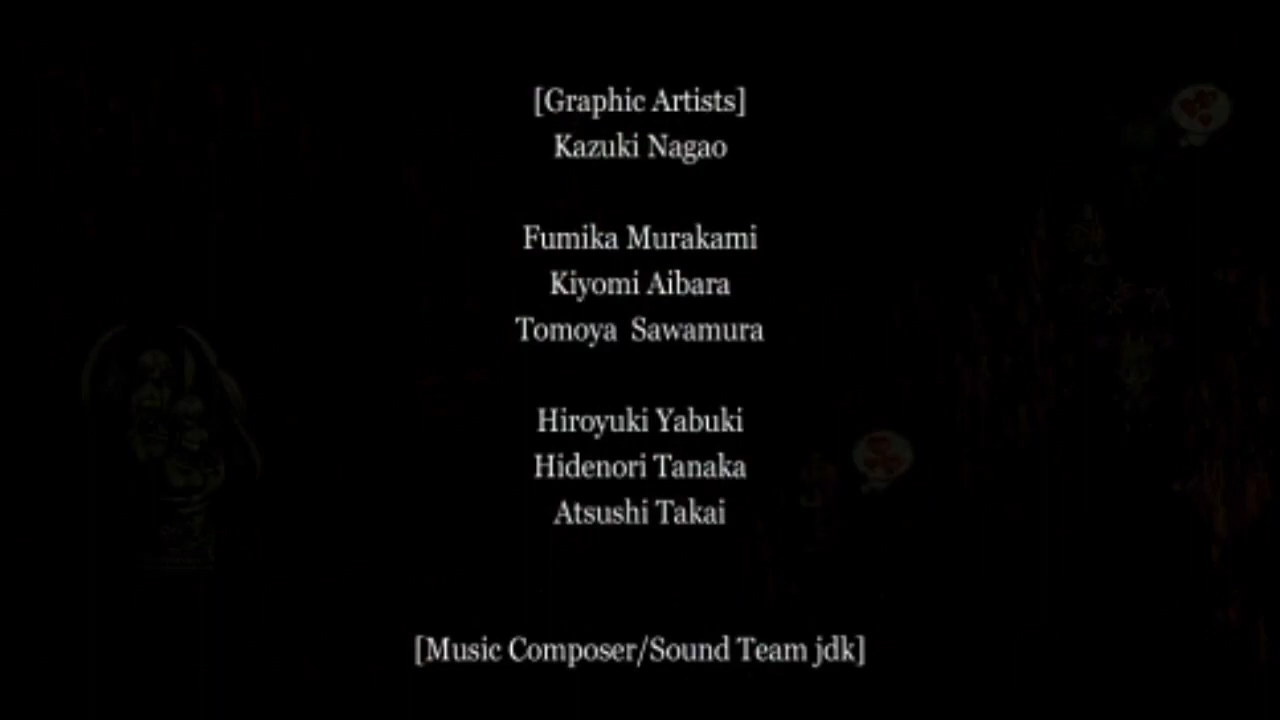 [Graphic Artists]
Kazuki Nagao
Fumika Murakami
Kiyomi Aibara
Tomoya  Sawamura
Hiroyuki Yabuki
Hidenori Tanaka
Atsushi Takai
[Music Composer/Sound Team jdk]